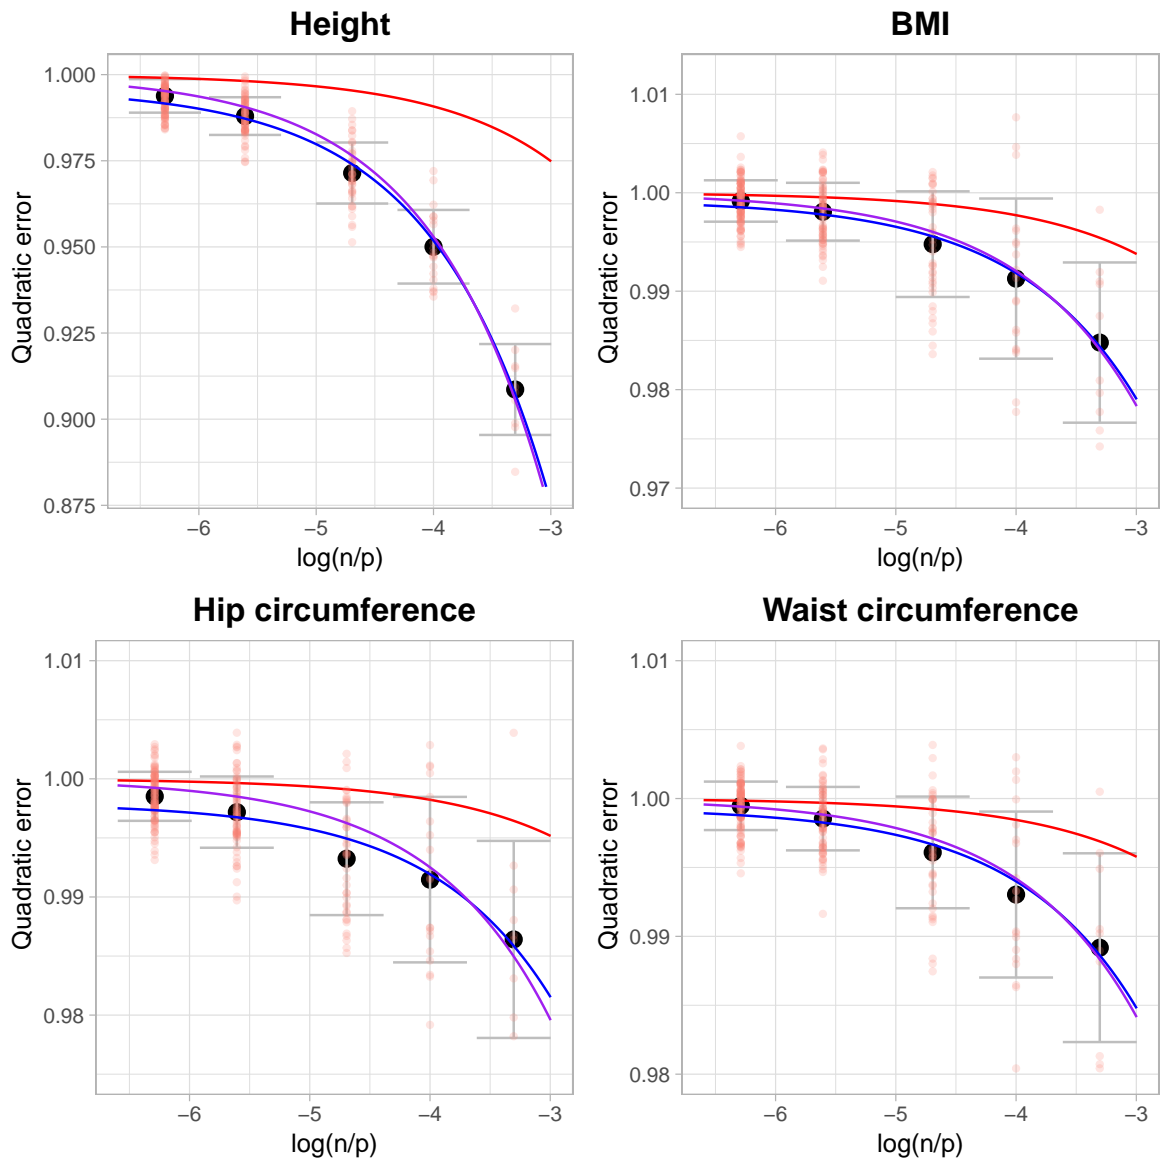 Height
1.000
0.975
0.950
0.925
0.900
0.875
Quadratic error
−6 −5 −4 −3
log(n/p)
BMI
1.01
1.00
0.99
0.98
0.97
Quadratic error
−6 −5 −4 −3
log(n/p)
Hip circumference
1.01
1.00
0.99
0.98
Quadratic error
−6 −5 −4 −3
log(n/p)
Waist circumference
1.01
1.00
0.99
0.98
Quadratic error
−6 −5 −4 −3
log(n/p)